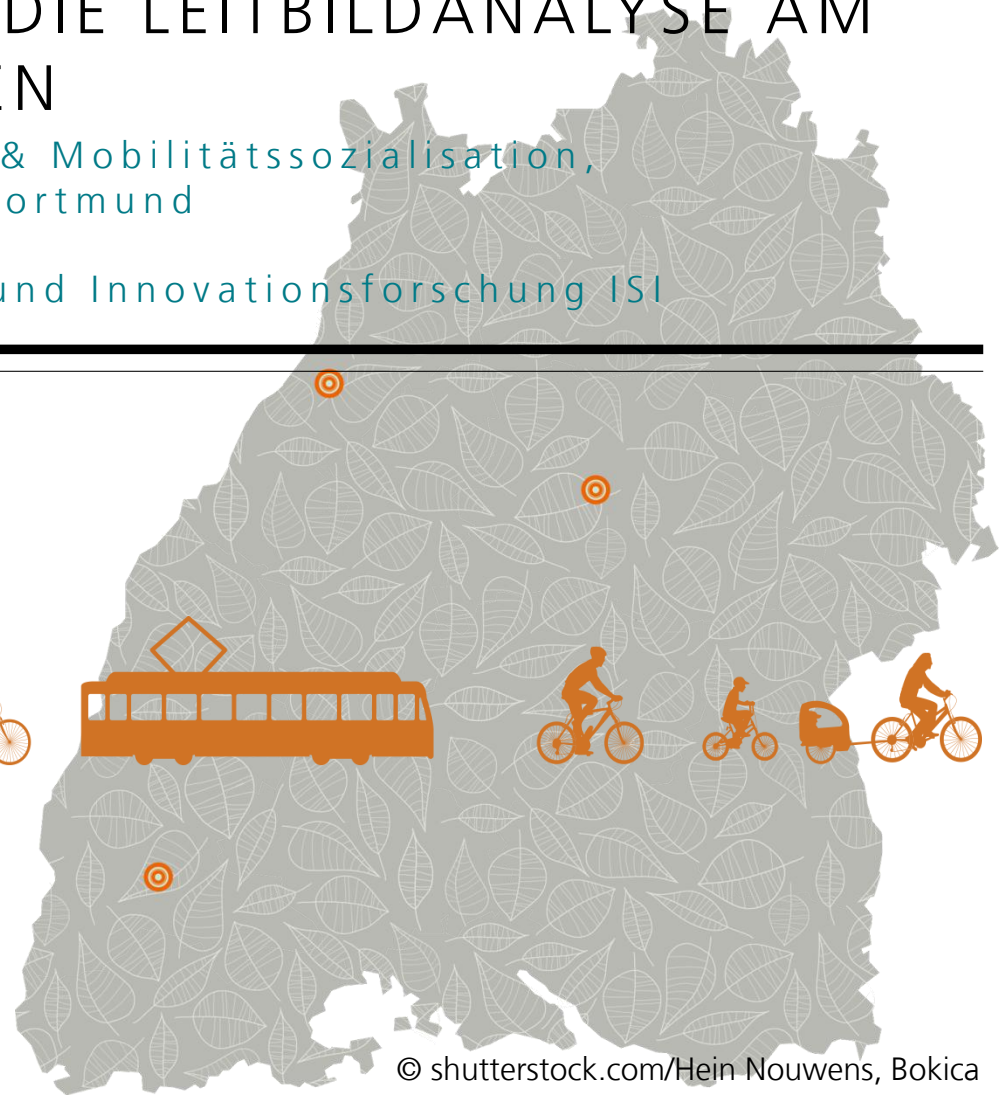 DIE LEITBILDANALYSE AM
EN
& Mobilitätssozialisation,
ortmund
und Innovationsforschung ISI
© shutterstock.com/Hein Nouwens, Bokica